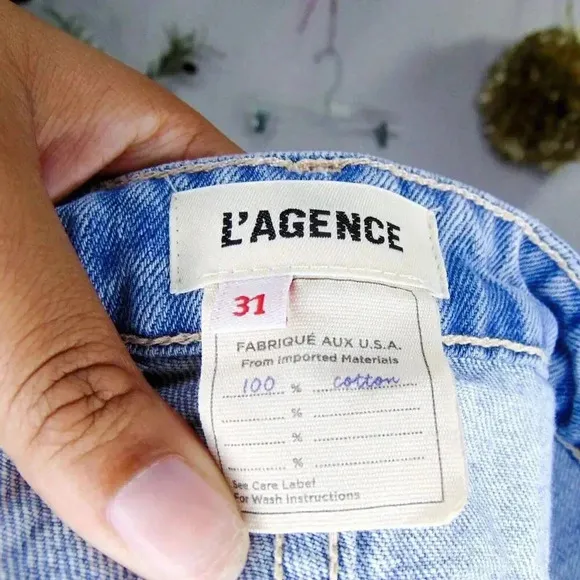 L'AGENCE
31
FABRIQUÉ AUX U.S.A.
From Imported Materials
100 % cotton
%
%
%
See Care Label
For Wash Instructions